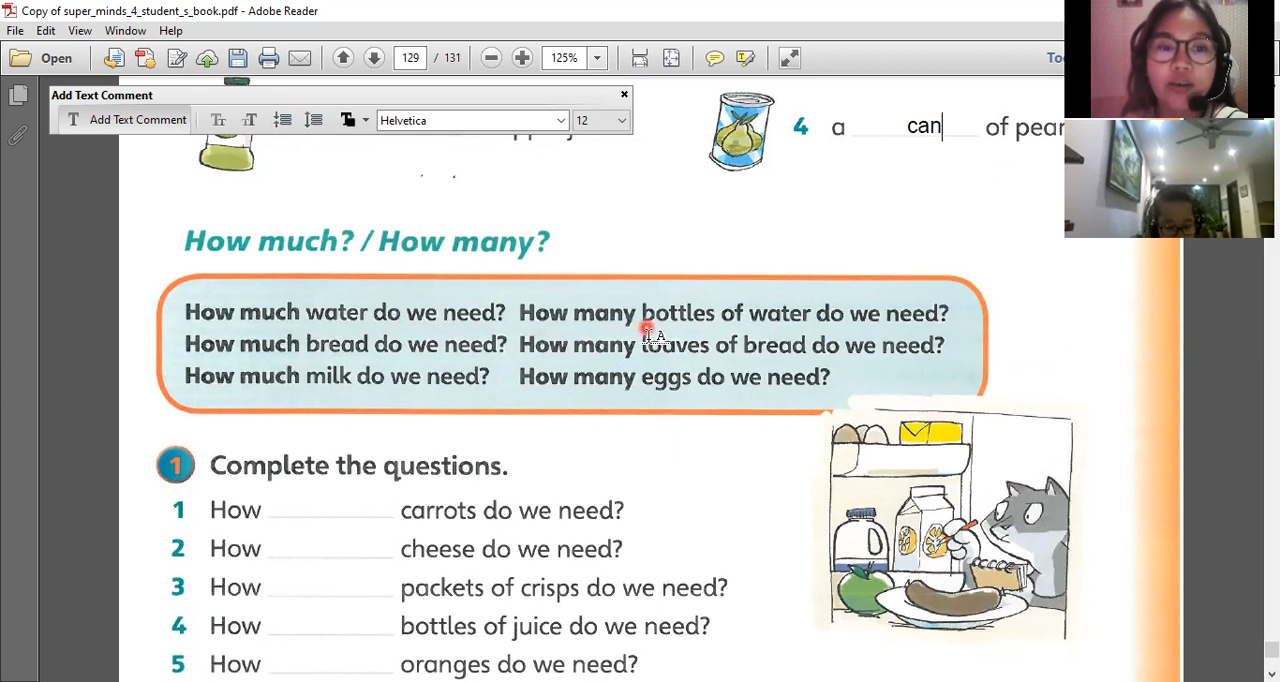 Copy of super_minds_4_student_s_book.pdf - Adobe Reader
File Edit View Window Help
Open 129 / 131 125%
Add Text Comment
Add Text Comment Helvetica 12
4 a can of
How much? / How many?
How much water do we need? How many bottles of water do we need?
How much bread do we need? How many loaves of bread do we need?
How much milk do we need? How many eggs do we need?
1 Complete the questions.
1 How carrots do we need?
2 How cheese do we need?
3 How packets of crisps do we need?
4 How bottles of juice do we need?
5 How oranges do we need?